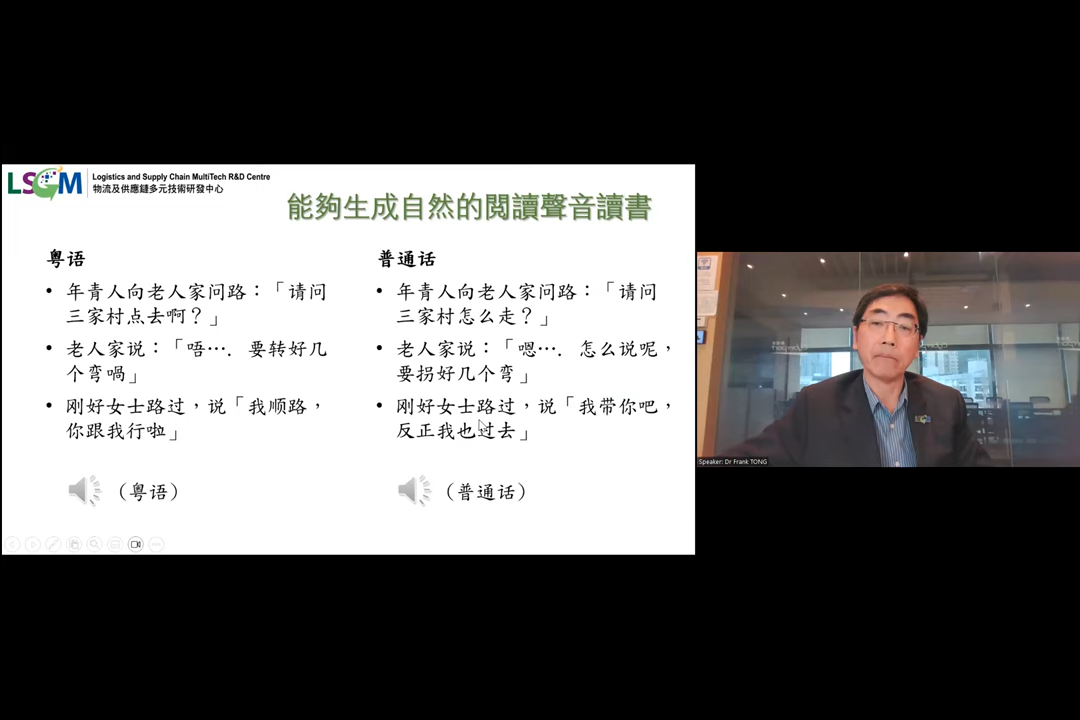 LSCM
Logistics and Supply Chain MultiTech R&D Centre
物流及供應鏈多元技術研發中心
能夠生成自然的閲讀聲音讀書
粤语
• 年青人向老人家问路：「请问
三家村点去啊？」
• 老人家说：「唔…. 要转好几
个弯喎」
• 刚好女士路过，说「我顺路，
你跟我行啦」
（粤语）
普通话
• 年青人向老人家问路：「请问
三家村怎么走？」
• 老人家说：「嗯…. 怎么说呢，
要拐好几个弯」
• 刚好女士路过，说「我带你吧，
反正我也过去」
（普通话）
Speaker: Dr Frank TONG